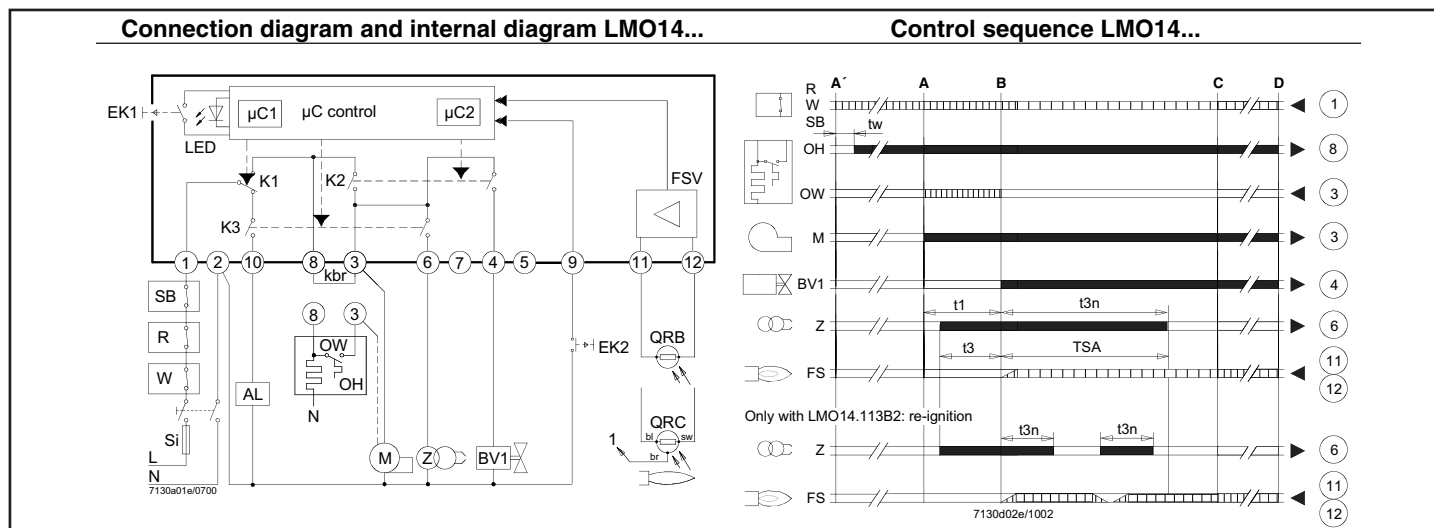 Connection diagram and internal diagram LMO14...
EK1
LED
µC1
µC control
µC2
K1
K2
FSV
K3
1
2
10
8
3
6
7
4
5
9
11
12
kbr
SB
R
W
Si
L
N
7130a01e/0700
AL
8
3
OW
OH
N
M
Z
BV1
EK2
QRB
QRC
bl
sw
br
1
Control sequence LMO14...
A´
A
B
C
D
R
W
SB
1
tw
OH
8
OW
3
M
3
BV1
4
t1
t3n
Z
6
t3
TSA
FS
11
12
Only with LMO14.113B2: re-ignition
t3n
t3n
Z
6
FS
11
12
7130d02e/1002